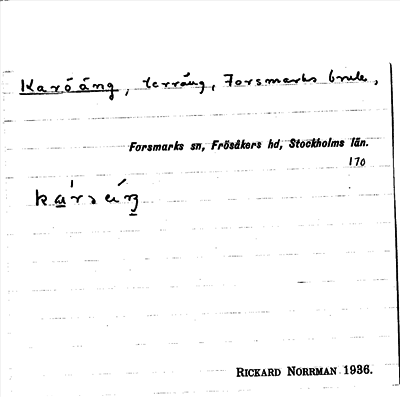 Karöäng, terräng, Forsmarks bruk,
Forsmarks sn, Frösåkers hd, Stockholms län.
170
RICKARD NORRMAN 1936.